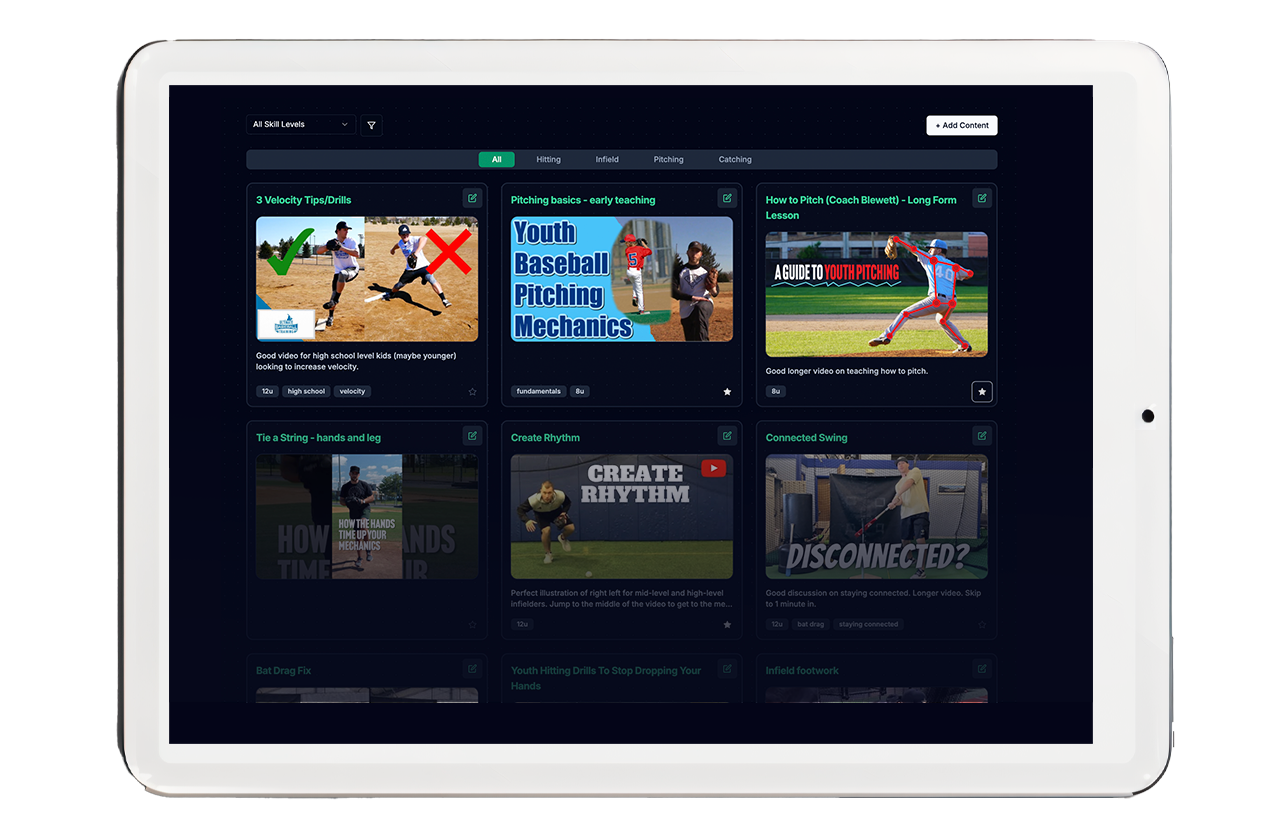 All Skill Levels
+ Add Content
All
Hitting
Infield
Pitching
Catching
3 Velocity Tips/Drills
Good video for high school level kids (maybe younger)
looking to increase velocity.
12u
high school
velocity
Pitching basics - early teaching
Youth
Baseball
Pitching
Mechanics
5
fundamentals
8u
How to Pitch (Coach Blewett) - Long Form
Lesson
A GUIDE TO YOUTH PITCHING
40
Good longer video on teaching how to pitch.
8u
Tie a String - hands and leg
HOW THE HANDS
TIME UP YOUR
MECHANICS
HOW
ANDS
TIME
UR
Create Rhythm
CREATE
RHYTHM
Perfect illustration of right left for mid-level and high-level
infielders. Jump to the middle of the video to get to the me...
12u
Connected Swing
DISCONNECTED?
Good discussion on staying connected. Longer video. Skip
to 1 minute in.
12u
bat drag
staying connected
Bat Drag Fix
Youth Hitting Drills To Stop Dropping Your
Hands
Infield footwork